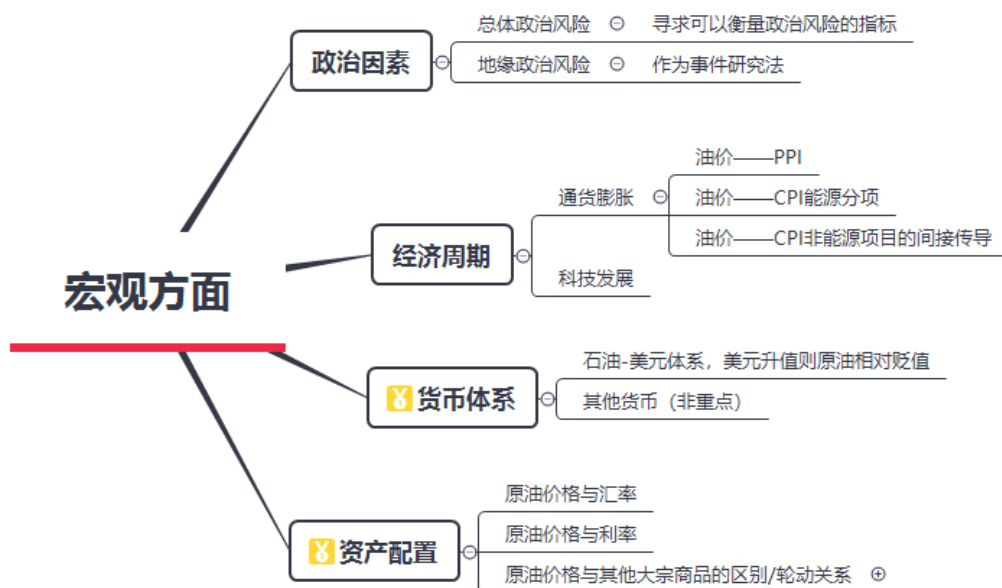 总体政治风险
寻求可以衡量政治风险的指标
政治因素
地缘政治风险
作为事件研究法
油价——PPI
通货膨胀
油价——CPI能源分项
油价——CPI非能源项目的间接传导
经济周期
科技发展
宏观方面
石油-美元体系，美元升值则原油相对贬值
货币体系
其他货币（非重点）
原油价格与汇率
资产配置
原油价格与利率
原油价格与其他大宗商品的区别/轮动关系